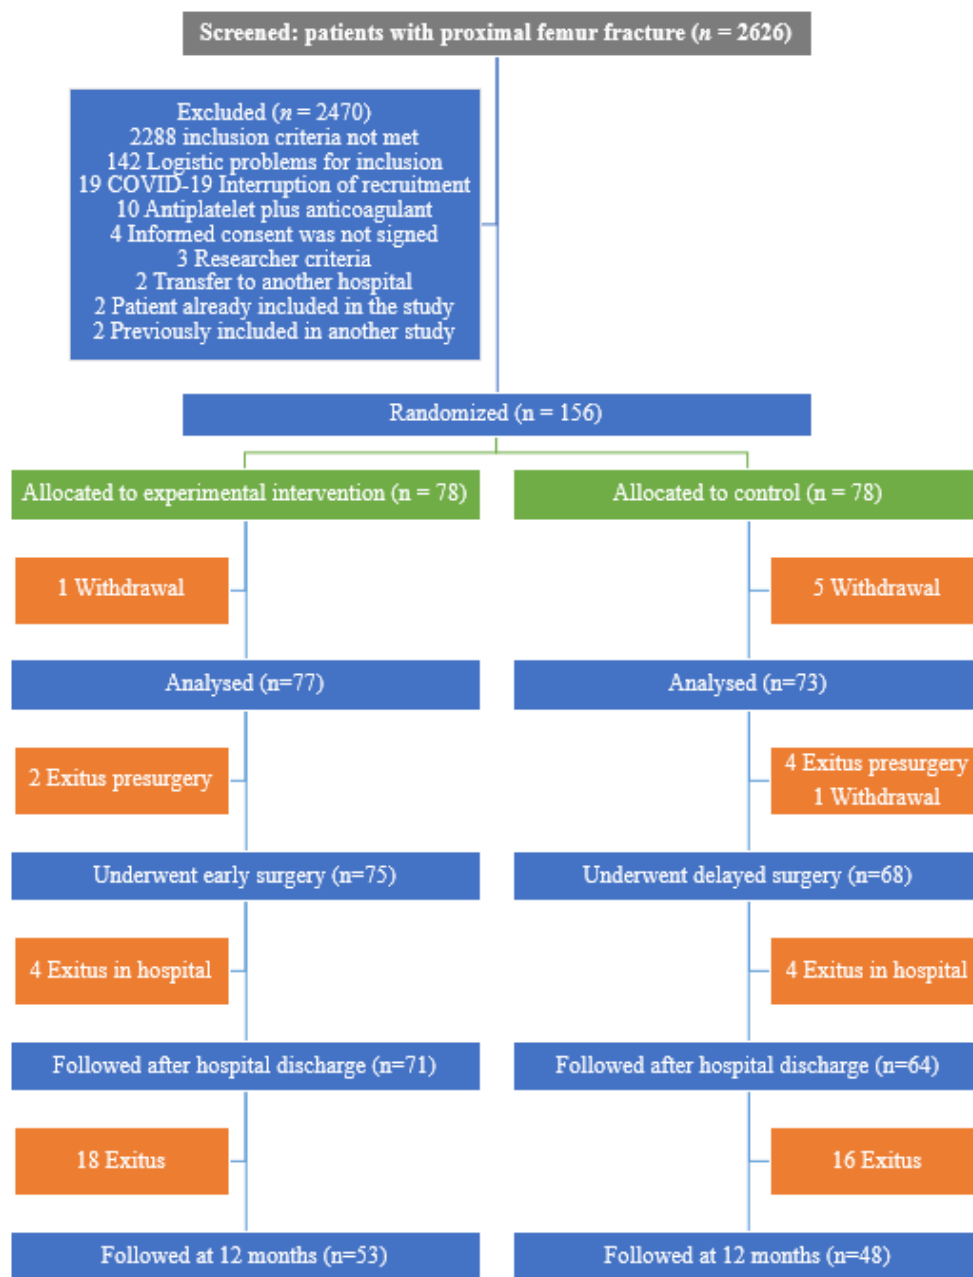 Screened: patients with proximal femur fracture (n = 2626)
Excluded (n = 2470)
2288 inclusion criteria not met
142 Logistic problems for inclusion
19 COVID-19 Interruption of recruitment
10 Antiplatelet plus anticoagulant
4 Informed consent was not signed
3 Researcher criteria
2 Transfer to another hospital
2 Patient already included in the study
2 Previously included in another study
Randomized (n = 156)
Allocated to experimental intervention (n = 78)
Allocated to control (n = 78)
1 Withdrawal
5 Withdrawal
Analysed (n=77)
Analysed (n=73)
2 Exitus presurgery
4 Exitus presurgery
1 Withdrawal
Underwent early surgery (n=75)
Underwent delayed surgery (n=68)
4 Exitus in hospital
4 Exitus in hospital
Followed after hospital discharge (n=71)
Followed after hospital discharge (n=64)
18 Exitus
16 Exitus
Followed at 12 months (n=53)
Followed at 12 months (n=48)